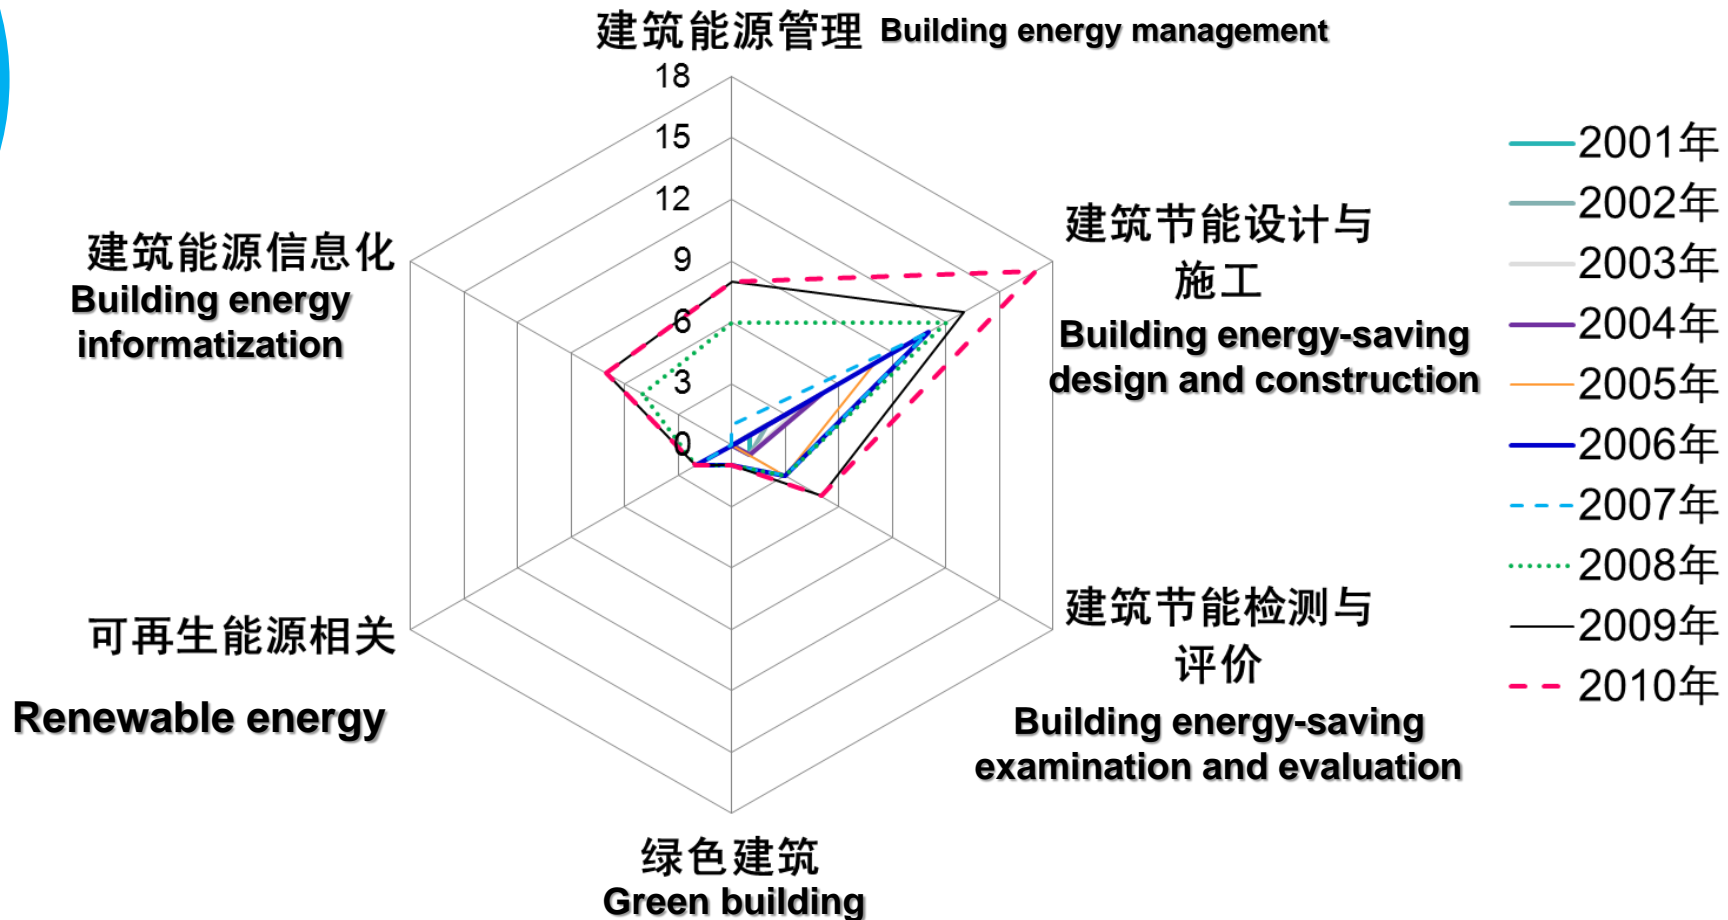 建筑能源管理 Building energy management
18
15
12
9
6
3
0
建筑节能设计与
施工
Building energy-saving
design and construction
建筑节能检测与
评价
Building energy-saving
examination and evaluation
绿色建筑
Green building
可再生能源相关
Renewable energy
建筑能源信息化
Building energy
informatization
2001年
2002年
2003年
2004年
2005年
2006年
2007年
2008年
2009年
2010年